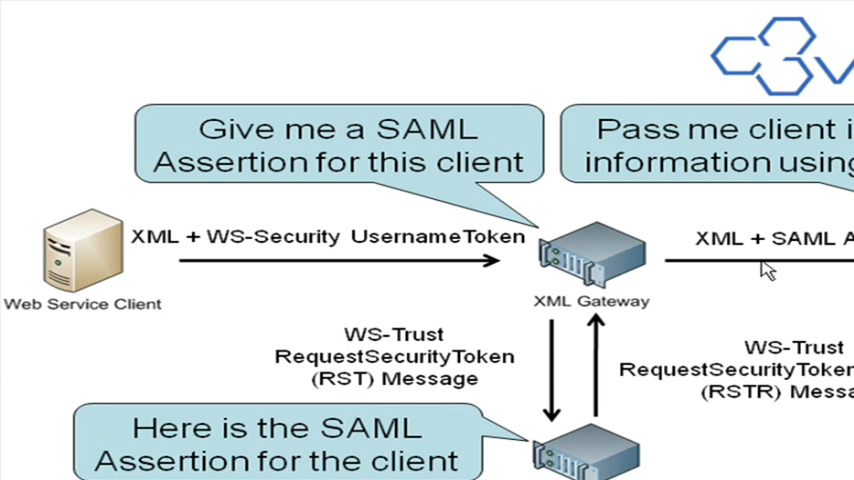 Give me a SAML
Assertion for this client
Pass me client
information using
XML + WS-Security UsernameToken
XML + SAML
Web Service Client
XML Gateway
WS-Trust
RequestSecurityToken
(RST) Message
WS-Trust
RequestSecurityToken
(RSTR)
Here is the SAML
Assertion for the client